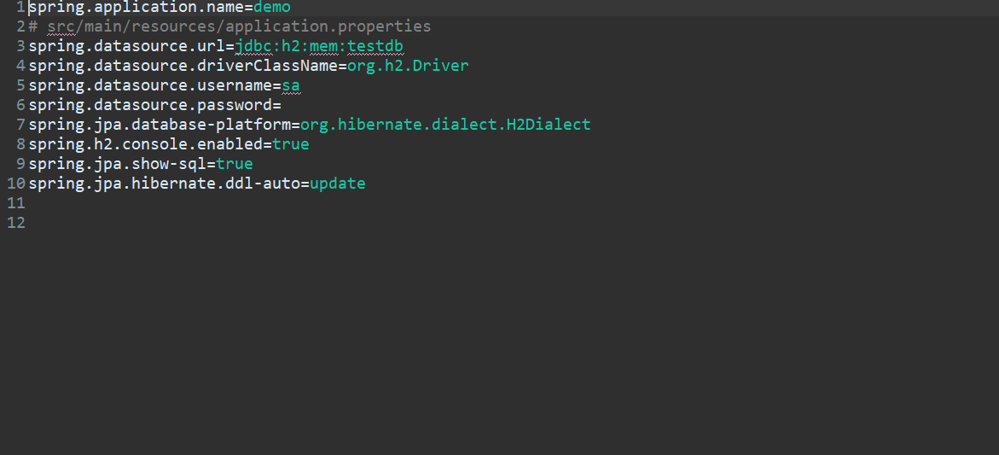 1 spring.application.name=demo
2 # src/main/resources/application.properties
3 spring.datasource.url=jdbc:h2:mem:testdb
4 spring.datasource.driverClassName=org.h2.Driver
5 spring.datasource.username=sa
6 spring.datasource.password=
7 spring.jpa.database-platform=org.hibernate.dialect.H2Dialect
8 spring.h2.console.enabled=true
9 spring.jpa.show-sql=true
10 spring.jpa.hibernate.ddl-auto=update
11
12